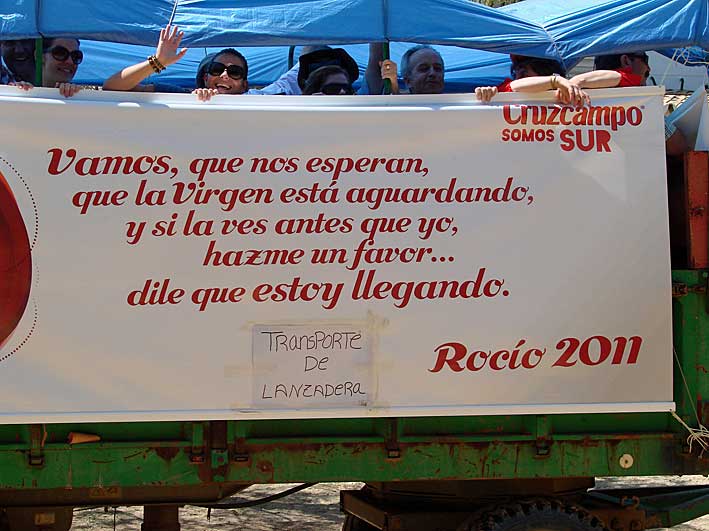 Cruzcampo
SOMOS SUR
Vamos, que nos esperan,
que la Virgen está aguardando,
y si la ves antes que yo,
hazme un favor...
dile que estoy llegando.
TRANSPORTE
DE
LANZADERA
Rocío 2011